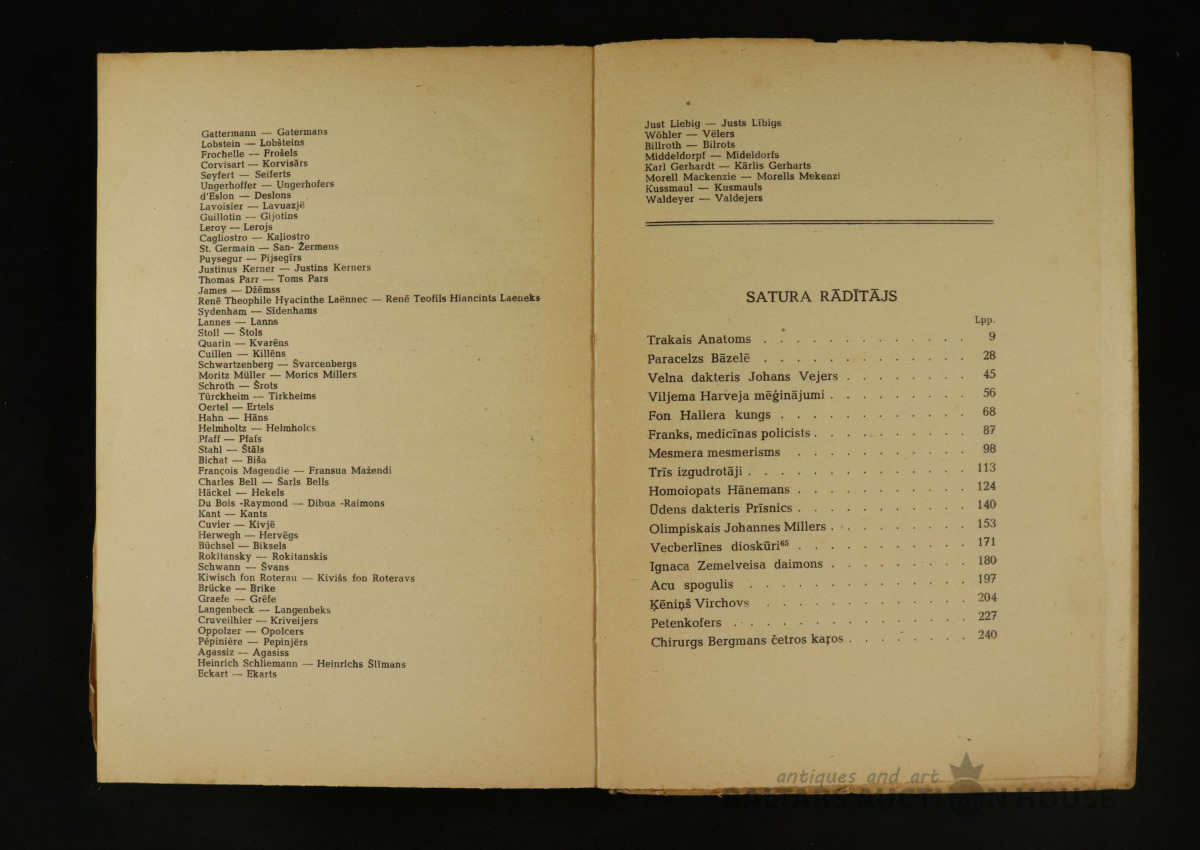 Gattermann — Gatermans
Lobstein — Lobšteins
Frochelle — Frošels
Corvisart — Korvisārs
Seyfert — Seiferts
Ungerhoffer — Ungerhofers
d'Eslon — Deslons
Lavoisier — Lavuazjē
Guillotin — Gijotins
Leroy — Lerojs
Cagliostro — Kaļiostro
St. Germain — San- Žermens
Puysegur — Pijsegīrs
Justinus Kerner — Justins Kerners
Thomas Parr — Toms Pars
James — Džēmss
Renē Theophile Hyacinthe Laënnec — Renē Teofils Hiancints Laeneks
Sydenham — Sīdenhams
Lannes — Lanns
Stoll — Štols
Quarin — Kvarēns
Cuillen — Killēns
Schwartzenberg — Švarcenbergs
Moritz Müller — Morics Millers
Schroth — Šrots
Türckheim — Tirkheims
Oertel — Ertels
Hahn — Hāns
Helmholtz — Helmholcs
Pfaff — Pfafs
Stahl — Štāls
Bichat — Biša
François Magendie — Fransua Mažendi
Charles Bell — Šarls Bells
Häckel — Hekels
Du Bois -Raymond — Dibua -Raimons
Kant — Kants
Cuvier — Kivjē
Herwegh — Hervēgs
Büchsel — Biksels
Rokitansky — Rokitanskis
Schwann — Švans
Kiwisch fon Roterau — Kivišs fon Roteravs
Brücke — Brike
Graefe — Grēfe
Langenbeck — Langenbeks
Cruveilhier — Kriveijers
Oppolzer — Opolcers
Pépinière — Pepinjērs
Agassiz — Agasiss
Heinrich Schliemann — Heinrichs Šlīmans
Eckart — Ekarts
Just Liebig — Justs Lībigs
Wöhler — Vēlers
Billroth — Bilrots
Middeldorpf — Mideldorfs
Karl Gerhardt — Kārlis Gerharts
Morell Mackenzie — Morells Mekenzi
Kussmaul — Kusmauls
Waldeyer — Valdejers
SATURA RĀDĪTĀJS
Lpp.
Trakais Anatoms . . . . . . . . . . . . . 9
Paracelzs Bāzelē . . . . . . . . . . . . . 28
Velna dakteris Johans Vejers . . . . . . . . 45
Viljema Harveja mēģinājumi . . . . . . . . . 56
Fon Hallera kungs . . . . . . . . . . . . 68
Franks, medicīnas policists . . . . . . . . . 87
Mesmera mesmerisms . . . . . . . . . . . 98
Trīs izgudrotāji . . . . . . . . . . . . . 113
Homoiopats Hānemans . . . . . . . . . . . 124
Ūdens dakteris Prīsnics . . . . . . . . . . . 140
Olimpiskais Johannes Millers . . . . . . . . . 153
Vecberlīnes dioskūri⁶⁵ . . . . . . . . . . . 171
Ignaca Zemelveisa daimons . . . . . . . . . 180
Acu spogulis . . . . . . . . . . . . . 197
Ķēniņš Virchovs . . . . . . . . . . . . 204
Petenkofers . . . . . . . . . . . . . . 227
Chirurgs Bergmans četros kaŗos . . . . . . . . 240
antiques and art
BALTARS AUCTION HOUSE